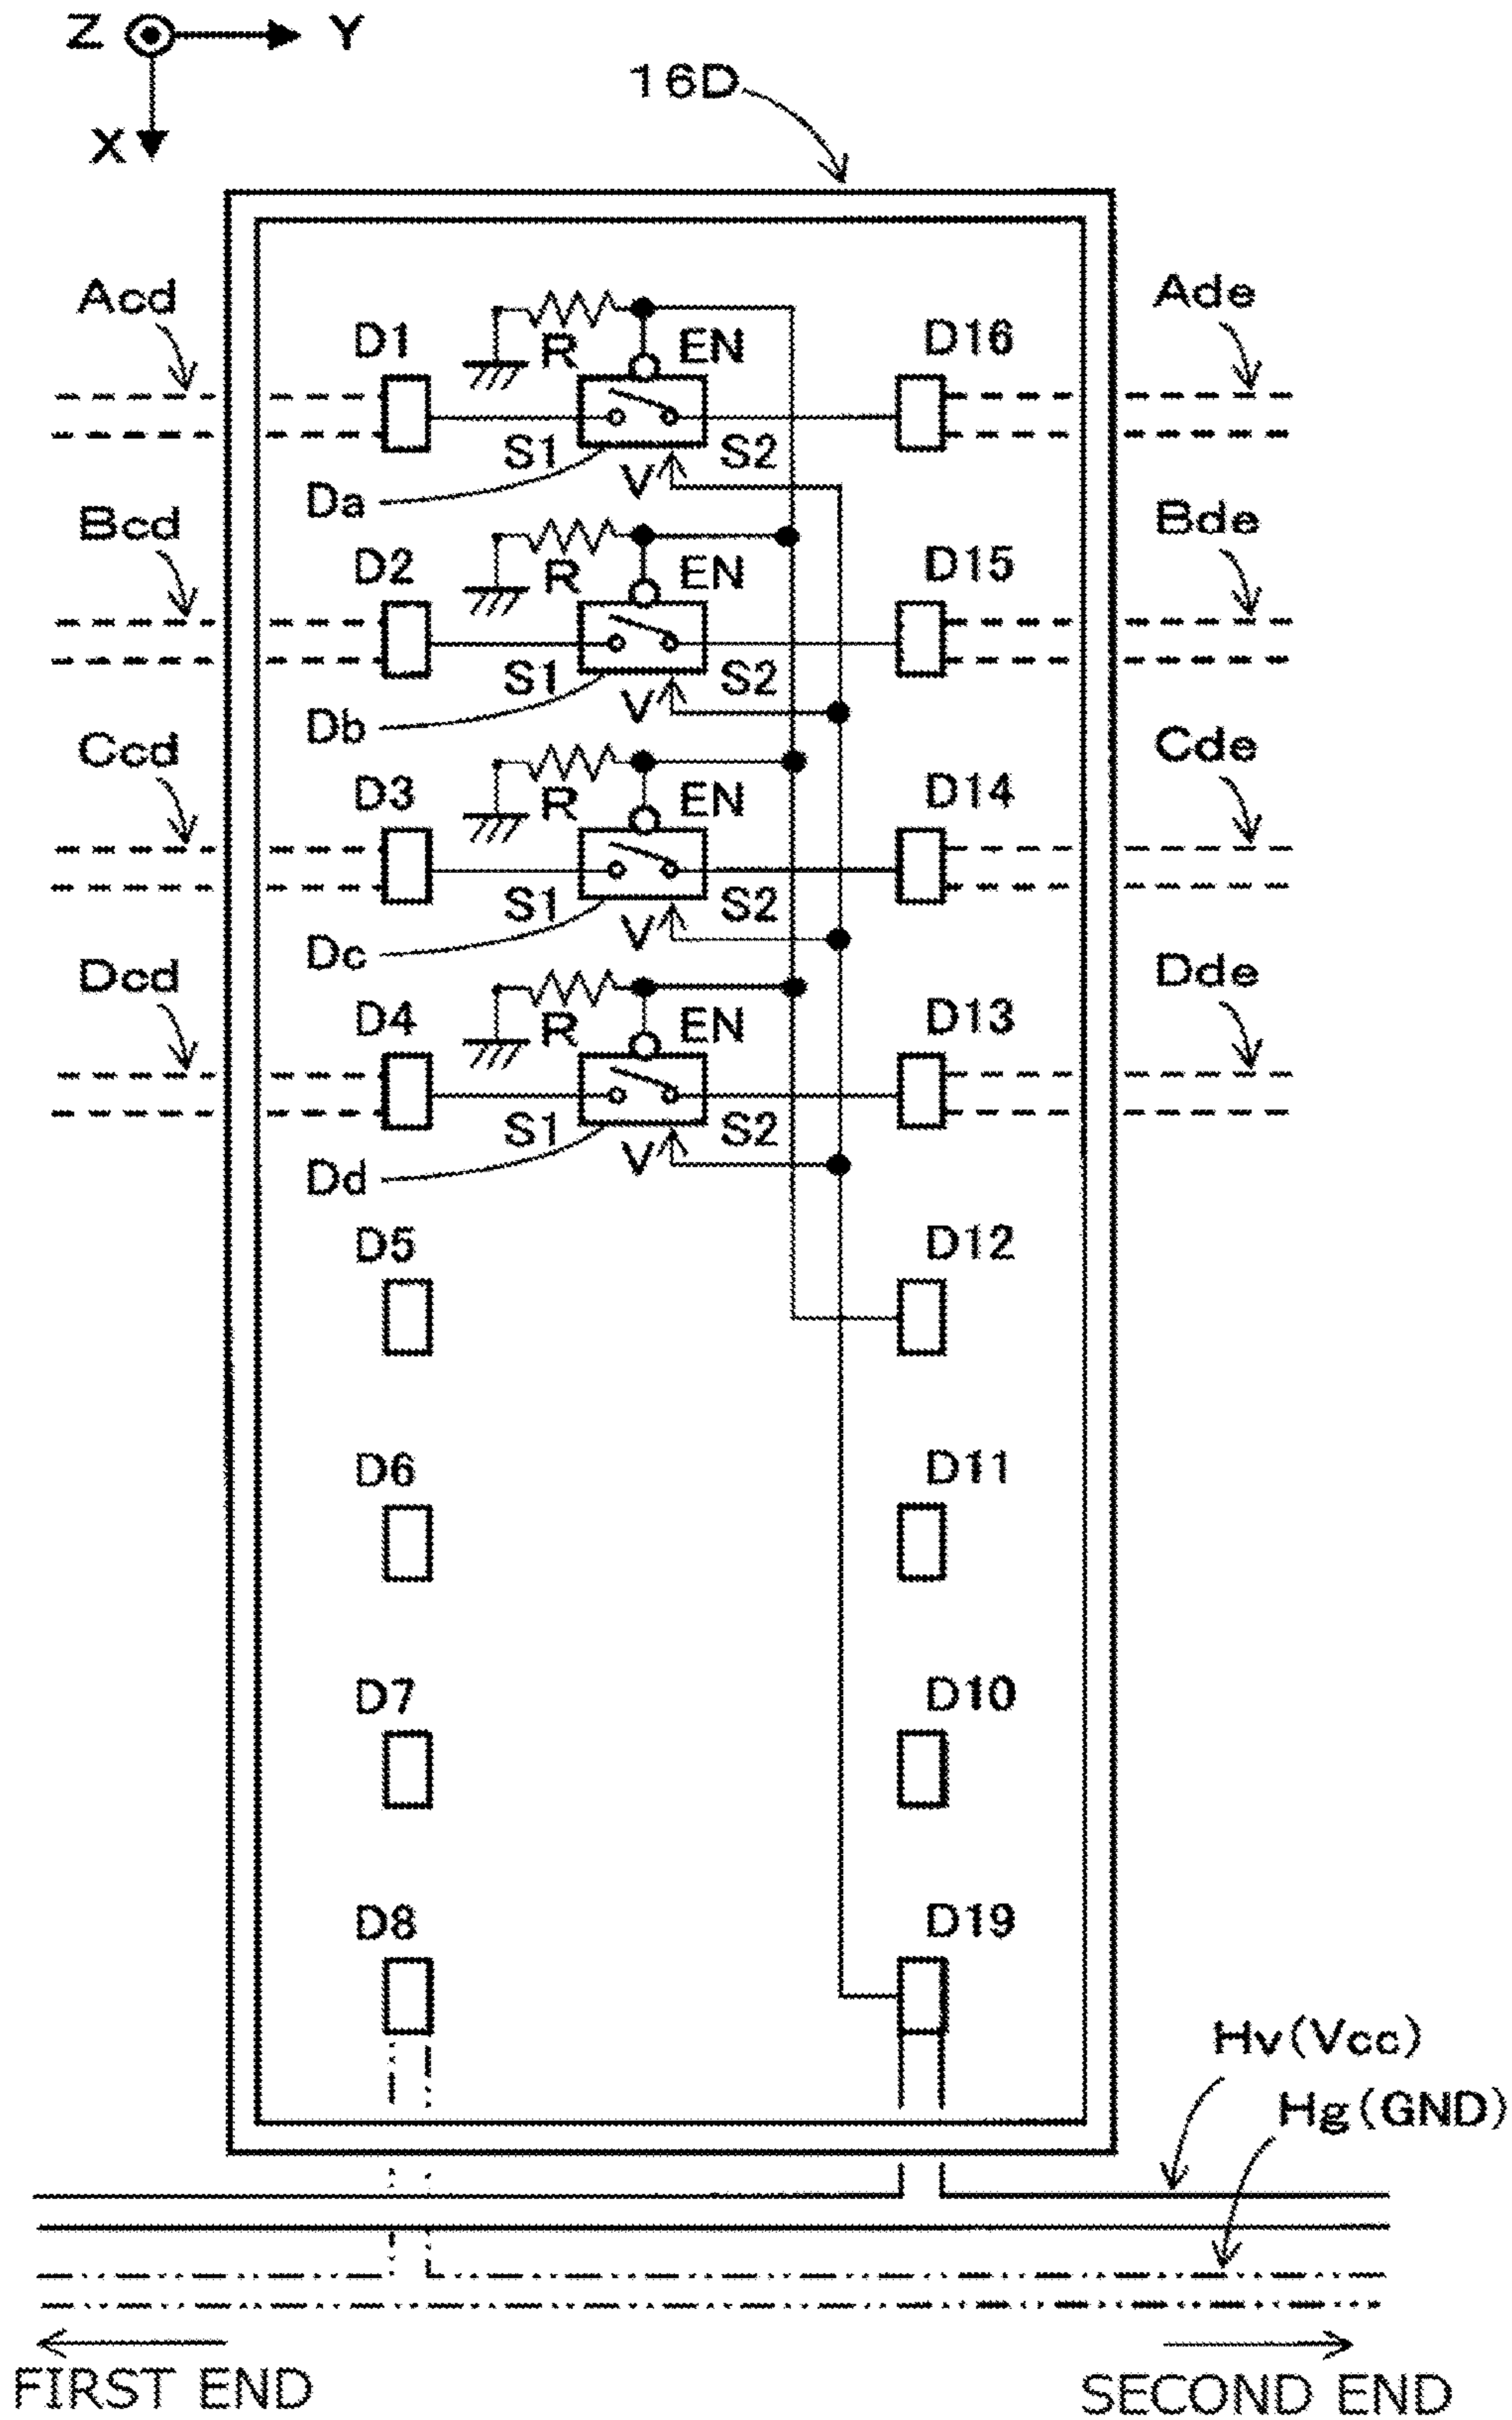 Z Y
X
16D
Acd Ade
D1 R EN D16
S1 V S2
Da
Bcd Bde
D2 R EN D15
S1 V S2
Db
Ccd Cde
D3 R EN D14
S1 V S2
Dc
Dcd Dde
D4 R EN D13
S1 V S2
Dd
D5 D12
D6 D11
D7 D10
D8 D19
Hv(Vcc)
Hg(GND)
FIRST END SECOND END